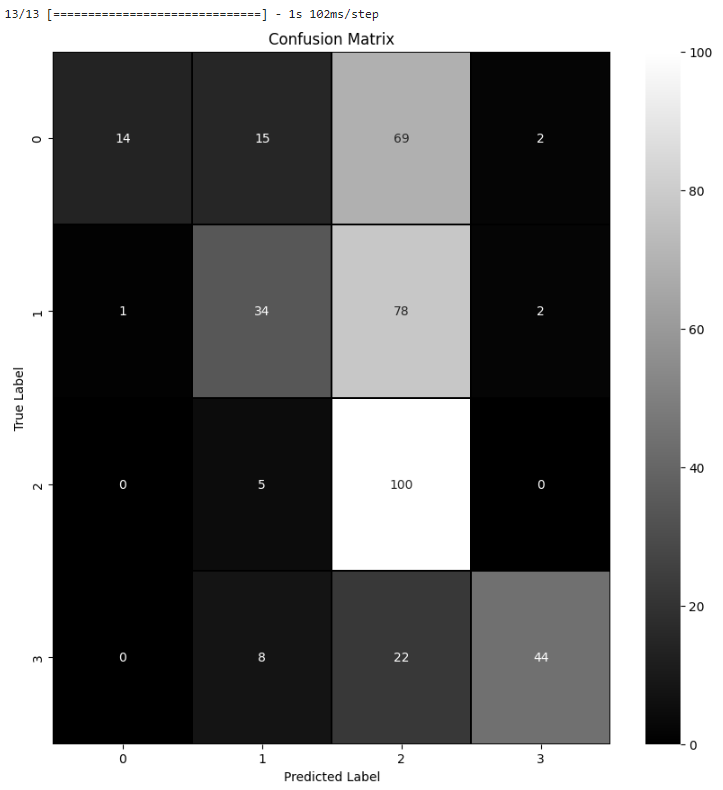 13/13 [==============================] - 1s 102ms/step
Confusion Matrix
100
0 14 15 69 2
80
1 1 34 78 2
60
True Label
2 0 5 100 0
40
20
3 0 8 22 44
0
0 1 2 3
Predicted Label